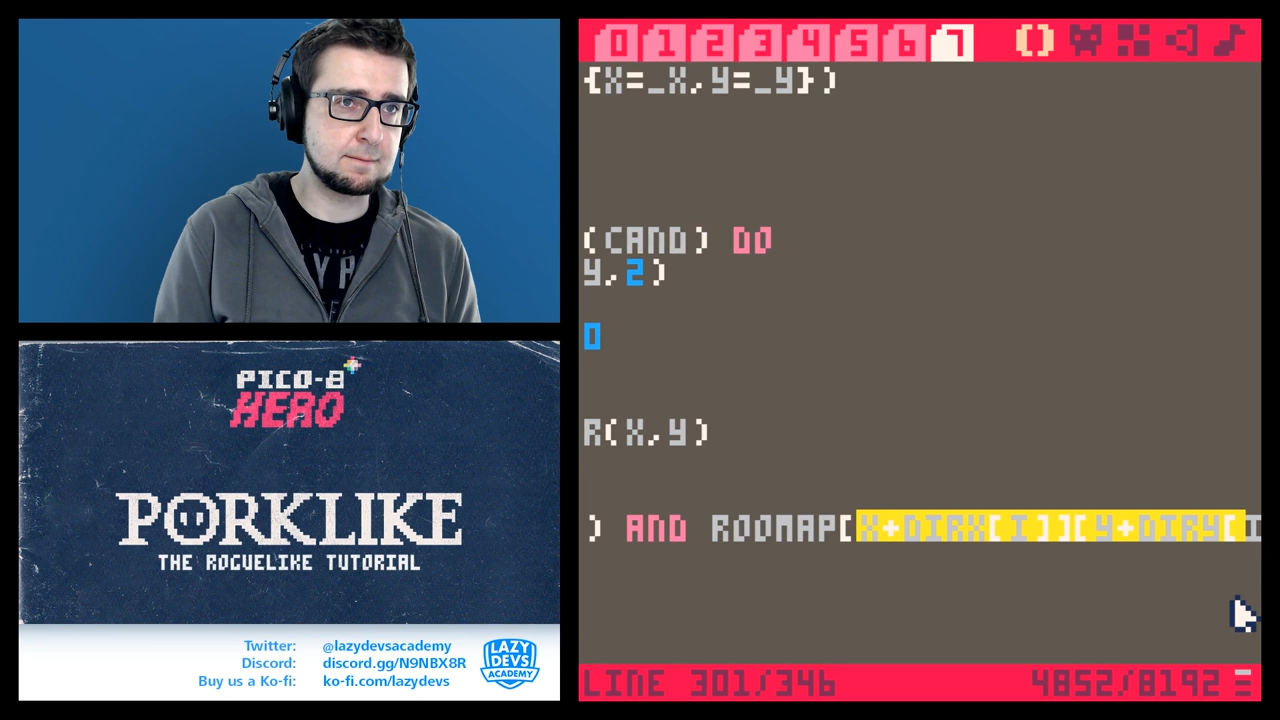 PICO-8
HERO
PORKLIKE
THE ROGUELIKE TUTORIAL
Twitter: @lazydevsacademy
Discord: discord.gg/N9NBX8R
Buy us a Ko-fi: ko-fi.com/lazydevs
LAZY
DEVS
ACADEMY
0 1 2 3 4 5 6 7
{X=_X,Y=_Y})
(CAND) DO
Y,2)
0
R(X,Y)
) AND ROOMAP[X+DIRX[I]][Y+DIRY[I
LINE 301/346 4852/8192